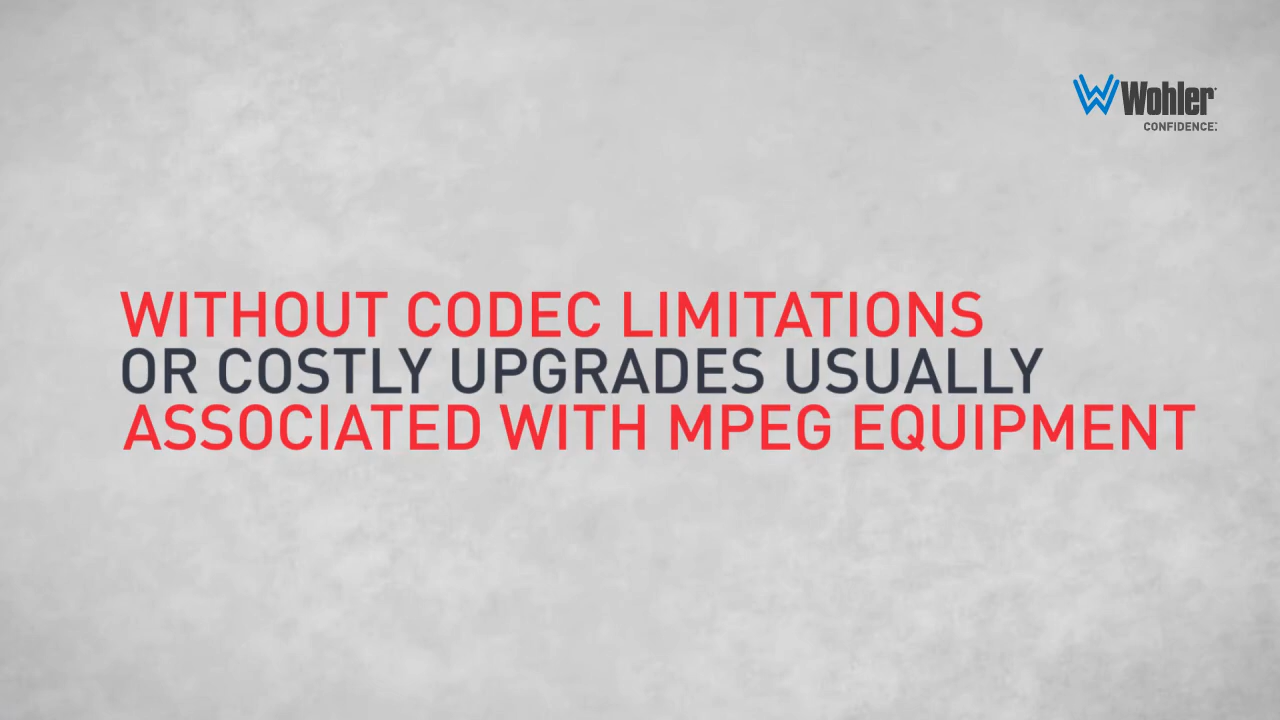 Wohler
CONFIDENCE.
WITHOUT CODEC LIMITATIONS
OR COSTLY UPGRADES USUALLY
ASSOCIATED WITH MPEG EQUIPMENT